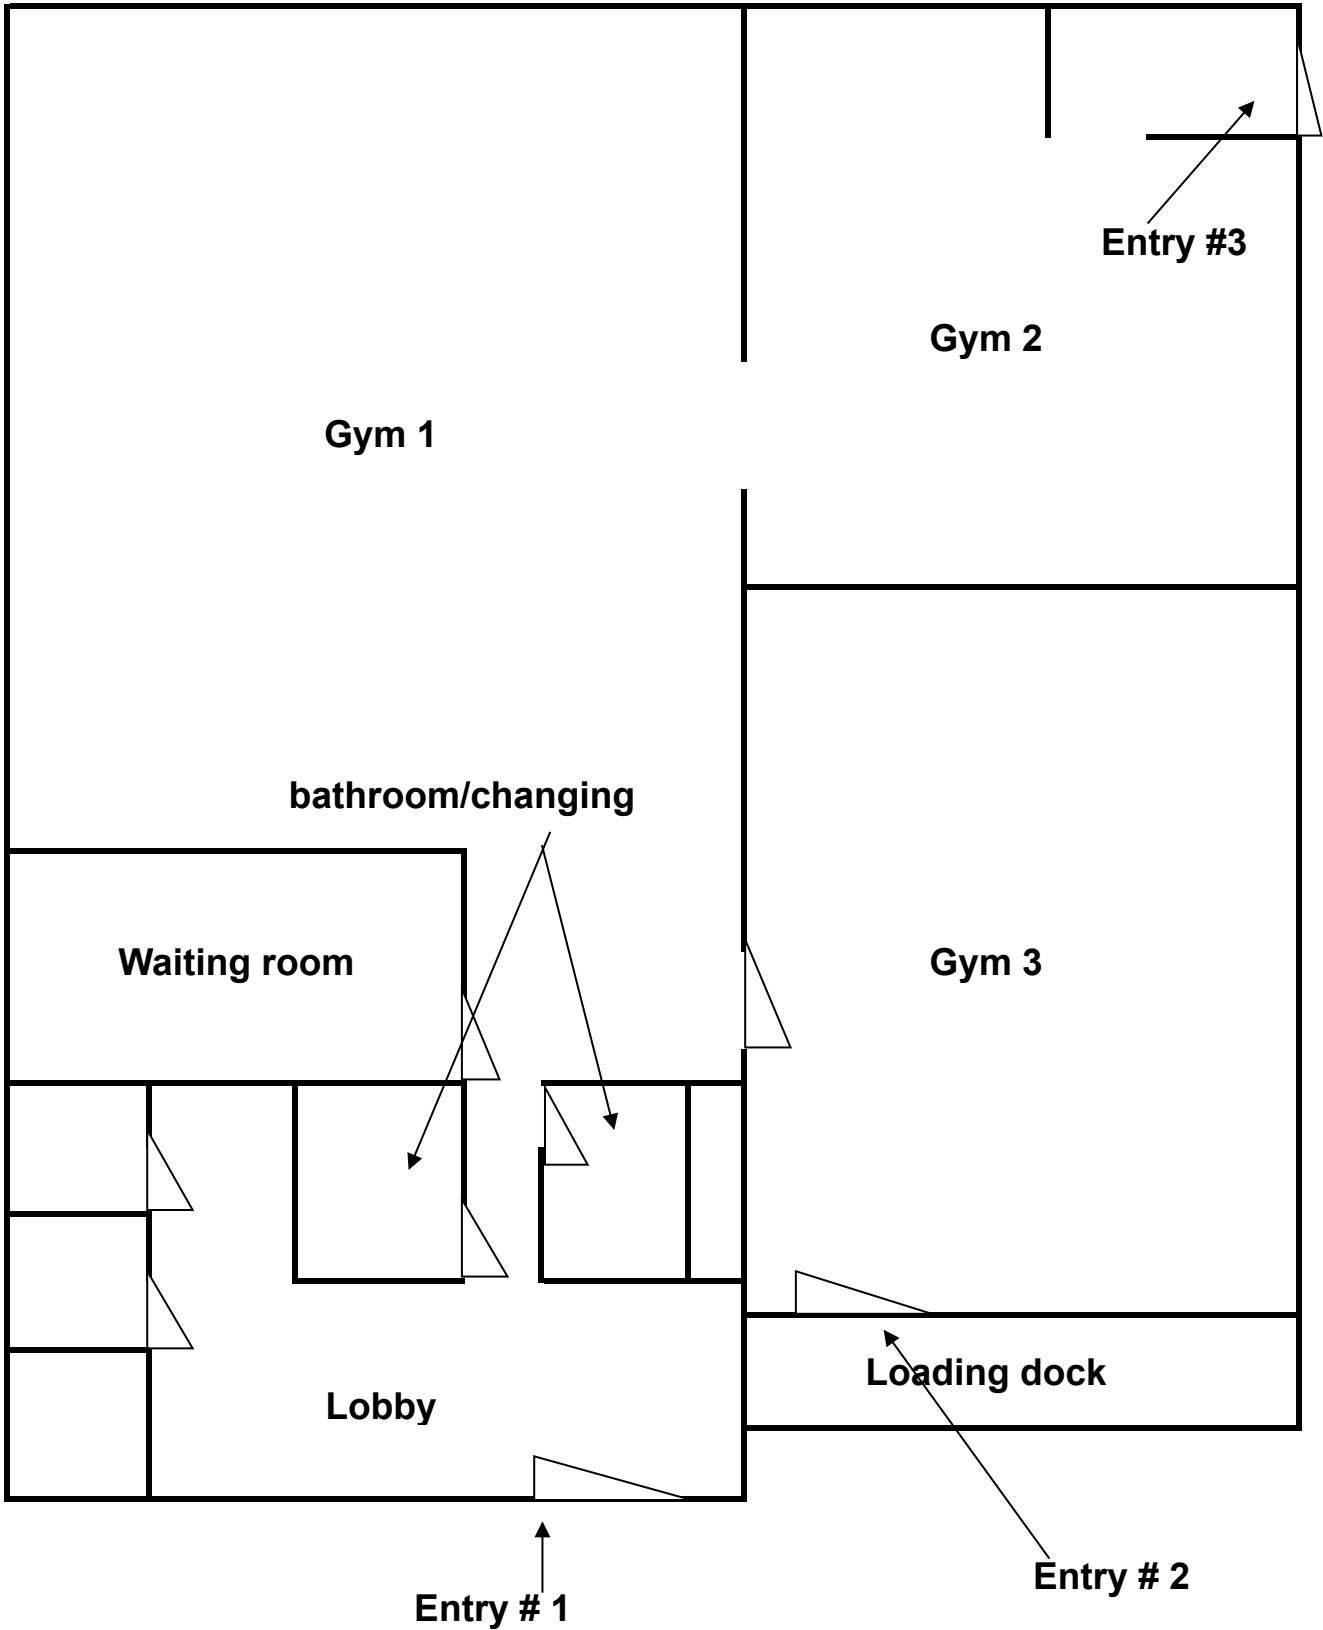 Entry #3
Gym 2
Gym 1
bathroom/changing
Waiting room
Gym 3
Loading dock
Lobby
Entry # 2
Entry # 1